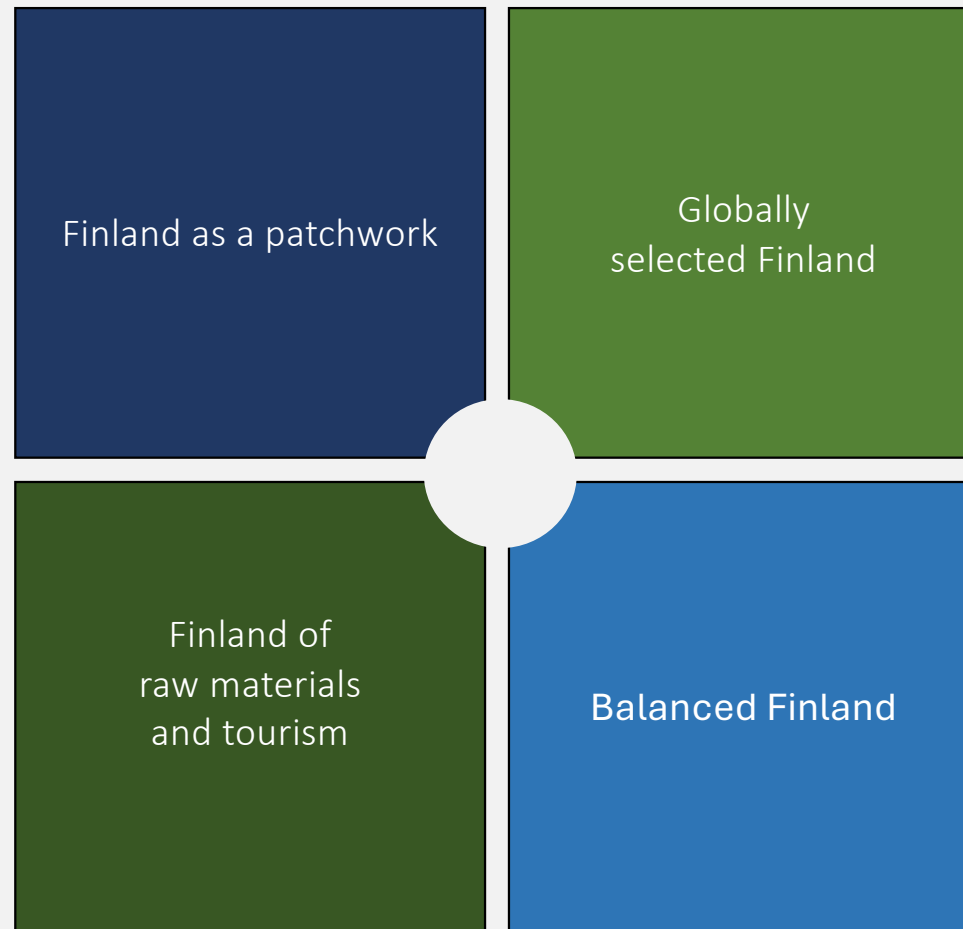 Finland as a patchwork
Globally
selected Finland
Finland of
raw materials
and tourism
Balanced Finland